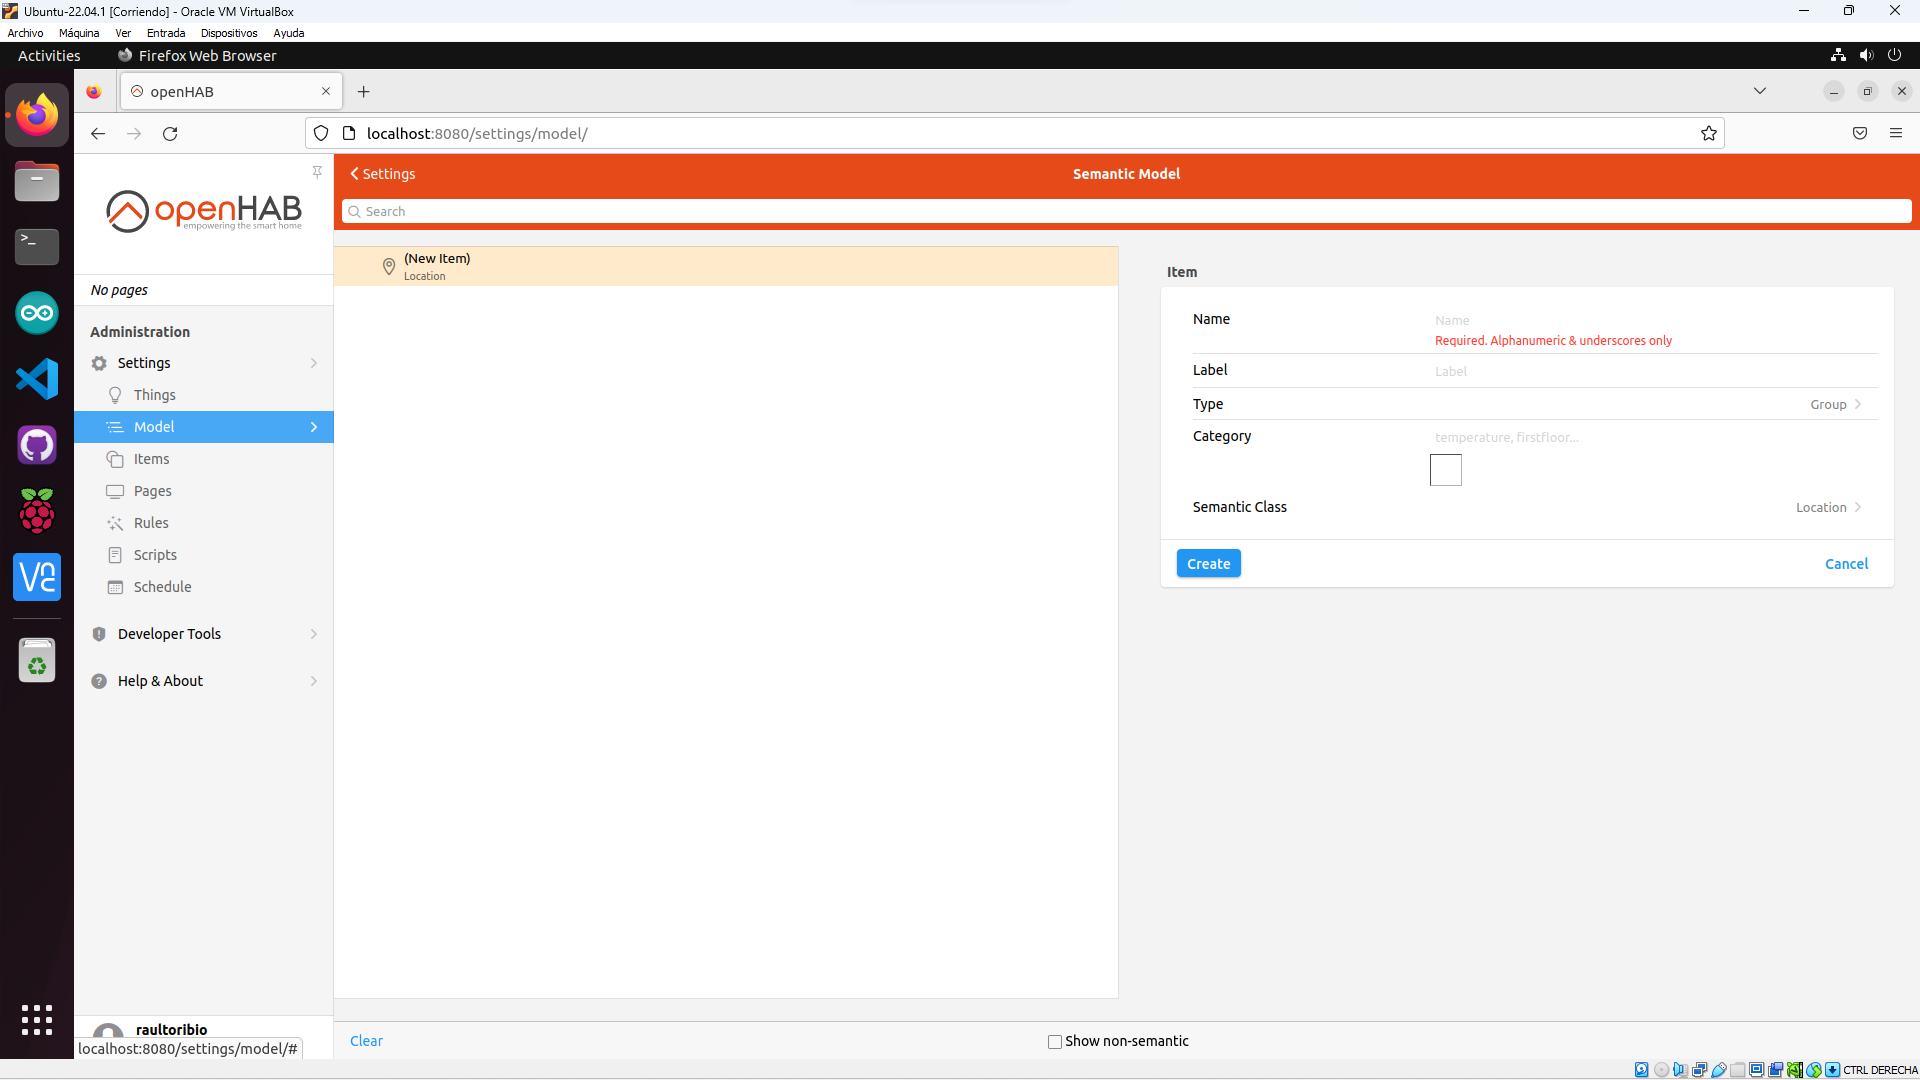 Ubuntu-22.04.1 [Corriendo] - Oracle VM VirtualBox
Archivo Máquina Ver Entrada Dispositivos Ayuda
Activities Firefox Web Browser
openHAB
localhost:8080/settings/model/
openHAB
empowering the smart home
No pages
Administration
Settings
Things
Model
Items
Pages
Rules
Scripts
Schedule
Developer Tools
Help & About
raultoribio
localhost:8080/settings/model/#
Settings
Semantic Model
Search
(New Item)
Location
Clear
Show non-semantic
Item
Name Name
Required. Alphanumeric & underscores only
Label Label
Type Group
Category temperature, firstfloor...
Semantic Class Location
Create Cancel
CTRL DERECHA